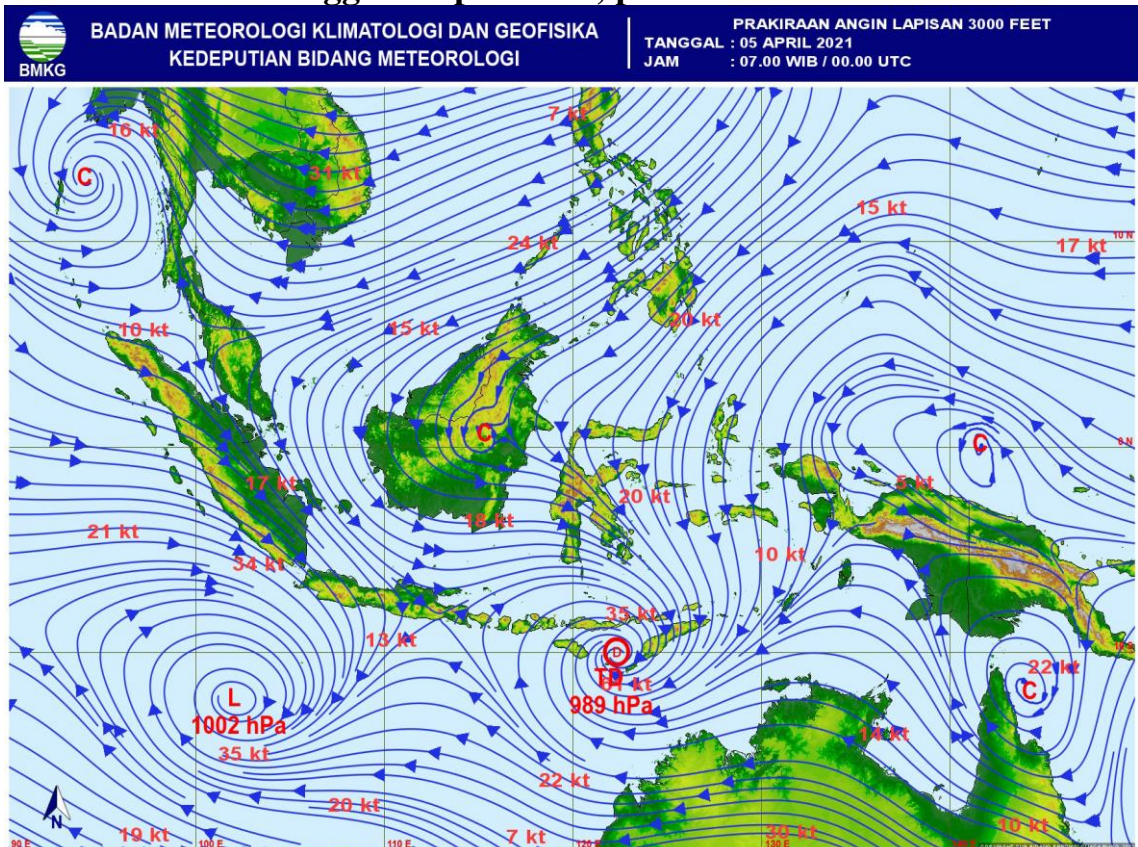 BMKG
BADAN METEOROLOGI KLIMATOLOGI DAN GEOFISIKA
KEDEPUTIAN BIDANG METEOROLOGI
PRAKIRAAN ANGIN LAPISAN 3000 FEET
TANGGAL : 05 APRIL 2021
JAM : 07.00 WIB / 00.00 UTC
7 kt
16 kt
31 kt
C
15 kt
10 N
24 kt
17 kt
10 kt
15 kt
20 kt
C
C
0 N
17 kt
5 kt
20 kt
18 kt
21 kt
34 kt
10 kt
35 kt
13 kt
D
22 kt
TD
C
L
989 hPa
1002 hPa
14 kt
35 kt
22 kt
20 kt
N
19 kt
7 kt
30 kt
10 kt
90 E
100 E
110 E
120 E
130 E